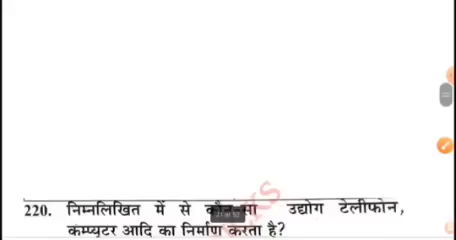 220. निम्नलिखित में से कौन-सा उद्योग टेलीफोन,
कम्प्यूटर आदि का निर्माण करता है?